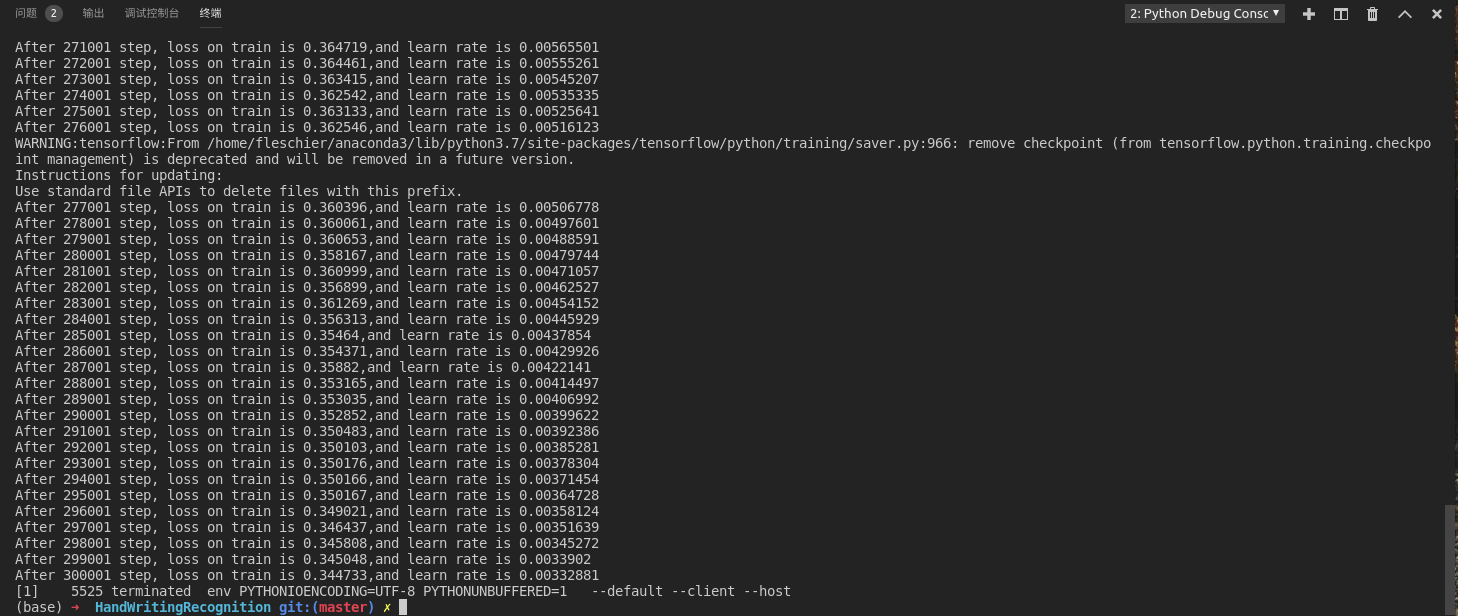 问题 2 输出 调试控制台 终端 2: Python Debug Consc
After 271001 step, loss on train is 0.364719,and learn rate is 0.00565501
After 272001 step, loss on train is 0.364461,and learn rate is 0.00555261
After 273001 step, loss on train is 0.363415,and learn rate is 0.00545207
After 274001 step, loss on train is 0.362542,and learn rate is 0.00535335
After 275001 step, loss on train is 0.363133,and learn rate is 0.00525641
After 276001 step, loss on train is 0.362546,and learn rate is 0.00516123
WARNING:tensorflow:From /home/fleschier/anaconda3/lib/python3.7/site-packages/tensorflow/python/training/saver.py:966: remove checkpoint (from tensorflow.python.training.checkpo
int management) is deprecated and will be removed in a future version.
Instructions for updating:
Use standard file APIs to delete files with this prefix.
After 277001 step, loss on train is 0.360396,and learn rate is 0.00506778
After 278001 step, loss on train is 0.360061,and learn rate is 0.00497601
After 279001 step, loss on train is 0.360653,and learn rate is 0.00488591
After 280001 step, loss on train is 0.358167,and learn rate is 0.00479744
After 281001 step, loss on train is 0.360999,and learn rate is 0.00471057
After 282001 step, loss on train is 0.356899,and learn rate is 0.00462527
After 283001 step, loss on train is 0.361269,and learn rate is 0.00454152
After 284001 step, loss on train is 0.356313,and learn rate is 0.00445929
After 285001 step, loss on train is 0.35464,and learn rate is 0.00437854
After 286001 step, loss on train is 0.354371,and learn rate is 0.00429926
After 287001 step, loss on train is 0.35882,and learn rate is 0.00422141
After 288001 step, loss on train is 0.353165,and learn rate is 0.00414497
After 289001 step, loss on train is 0.353035,and learn rate is 0.00406992
After 290001 step, loss on train is 0.352852,and learn rate is 0.00399622
After 291001 step, loss on train is 0.350483,and learn rate is 0.00392386
After 292001 step, loss on train is 0.350103,and learn rate is 0.00385281
After 293001 step, loss on train is 0.350176,and learn rate is 0.00378304
After 294001 step, loss on train is 0.350166,and learn rate is 0.00371454
After 295001 step, loss on train is 0.350167,and learn rate is 0.00364728
After 296001 step, loss on train is 0.349021,and learn rate is 0.00358124
After 297001 step, loss on train is 0.346437,and learn rate is 0.00351639
After 298001 step, loss on train is 0.345808,and learn rate is 0.00345272
After 299001 step, loss on train is 0.345048,and learn rate is 0.0033902
After 300001 step, loss on train is 0.344733,and learn rate is 0.00332881
[1]    5525 terminated  env PYTHONIOENCODING=UTF-8 PYTHONUNBUFFERED=1   --default --client --host
(base) ➜  HandWritingRecognition git:(master) ✗